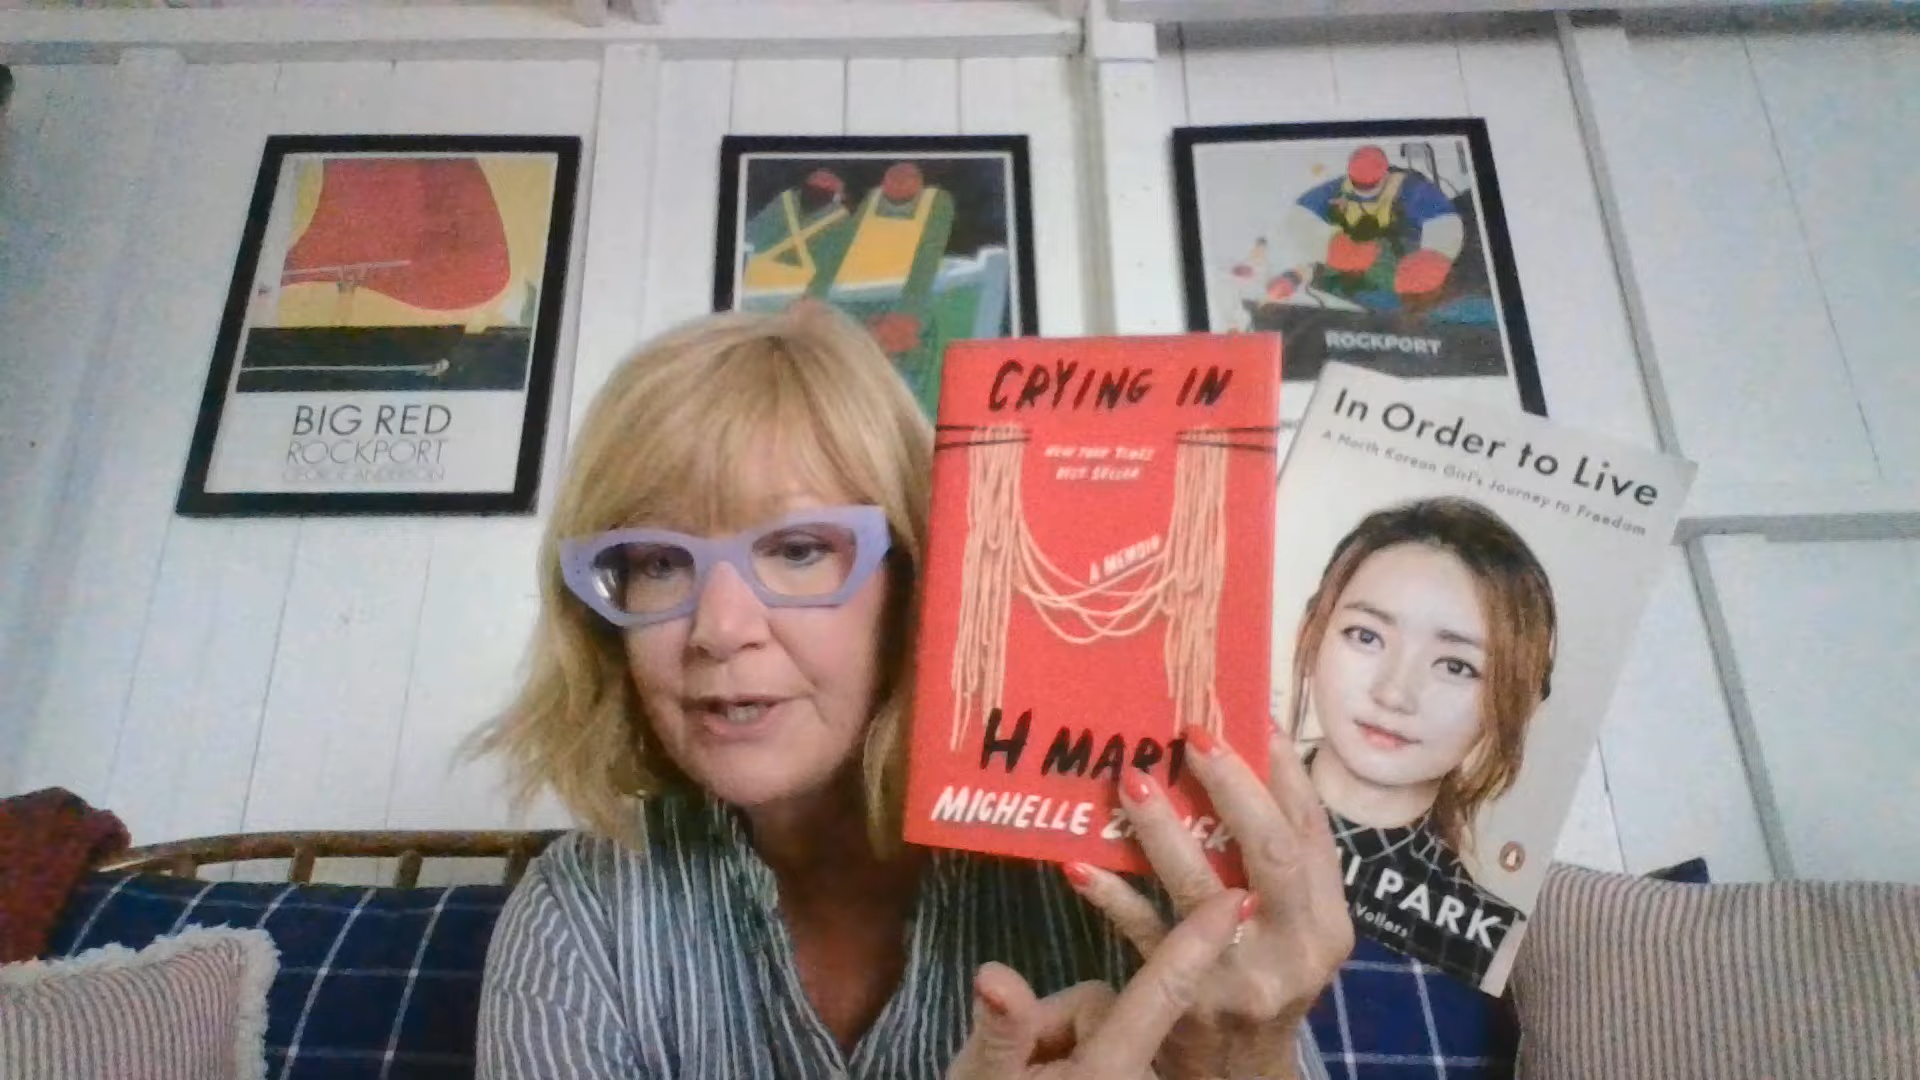 BIG RED
ROCKPORT
GEORGE ANDERSON
ROCKPORT
CRYING IN
NEW YORK TIMES
BEST SELLER
A MEMOIR
H MART
MICHELLE
In Order to Live
A North Korean Girl's Journey to Freedom
I PARK
Vollers